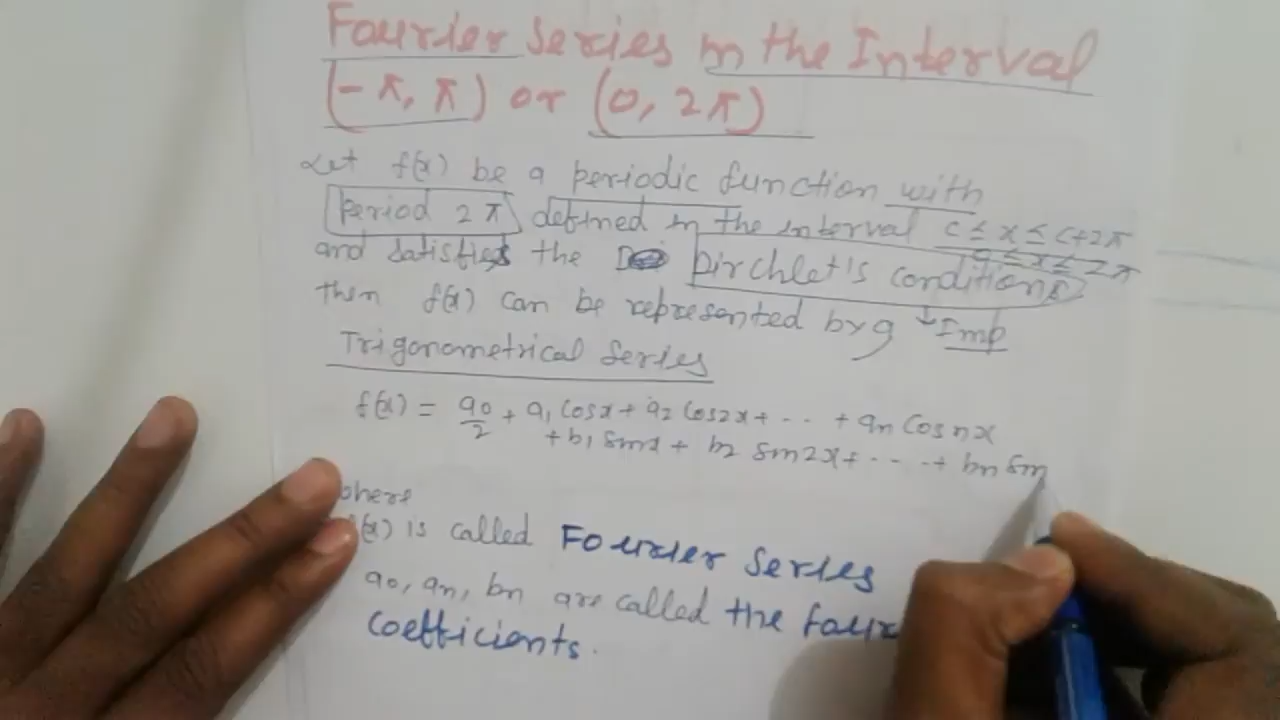 Fourier Series in the Interval
(-π, π) or (0, 2π)
Let f(x) be a periodic function with
period 2π defined in the interval c ≤ x ≤ c+2π
0 ≤ x ≤ 2π
and satisfies the Dirchlet's conditions
then f(x) can be represented by a ↓ Imp
Trigonometrical Series
f(x) = a0/2 + a1 Cosx + a2 Cos2x + ... + an Cos nx
+ b1 Sinx + b2 Sin2x + ... + bn Sin
where
f(x) is called Fourier Series
a0, an, bn are called the Four
Coefficients.